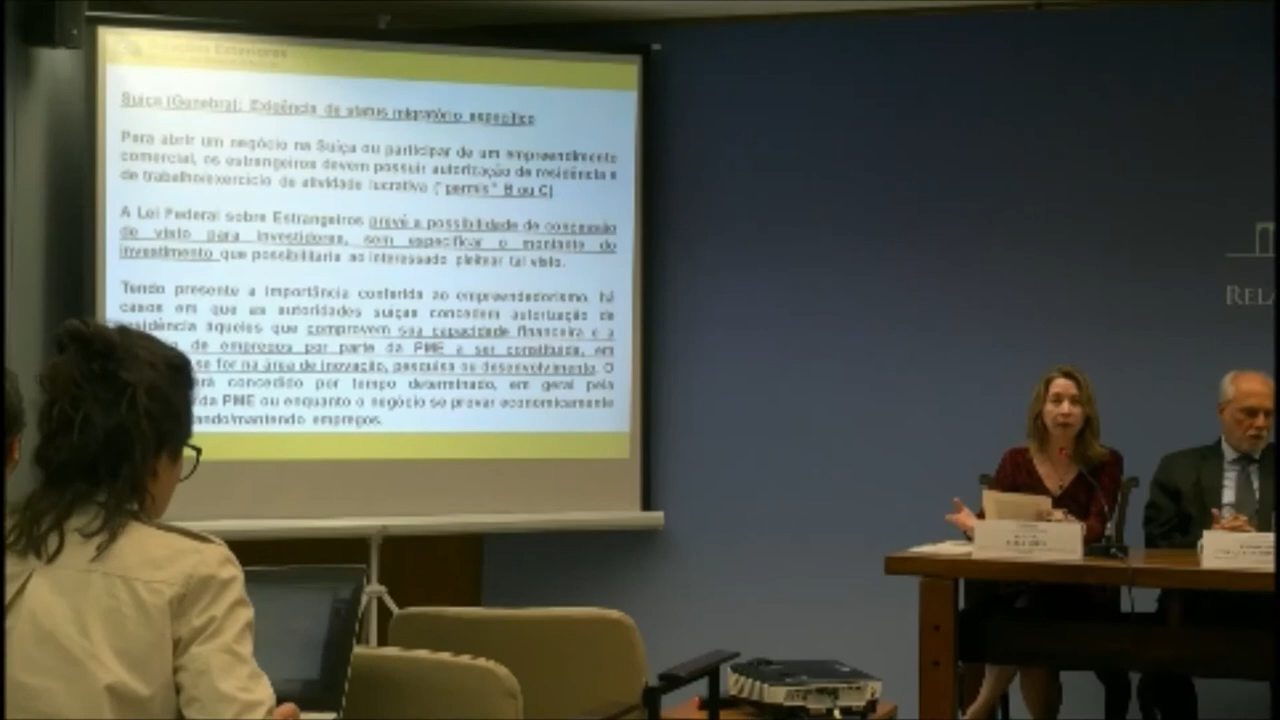 Relações Exteriores
Suíça (Genebra): Exigência de status migratório específico
Para abrir um negócio na Suíça ou participar de um empreendimento
comercial, os estrangeiros devem possuir autorização de residência e
de trabalho/exercício de atividade lucrativa ("permis" B ou C)
A Lei Federal sobre Estrangeiros prevê a possibilidade de concessão
de visto para investidores, sem especificar o montante do
investimento que possibilitaria ao interessado pleitear tal visto.
Tendo presente a importância conferida ao empreendedorismo, há
casos em que as autoridades suíças concedem autorização de
residência àqueles que comprovem sua capacidade financeira e a
de empregos por parte da PME a ser constituída, em
se for na área de inovação, pesquisa ou desenvolvimento. O
rá concedido por tempo determinado, em geral pela
da PME ou enquanto o negócio se provar economicamente
ando/mantendo empregos.
RELA